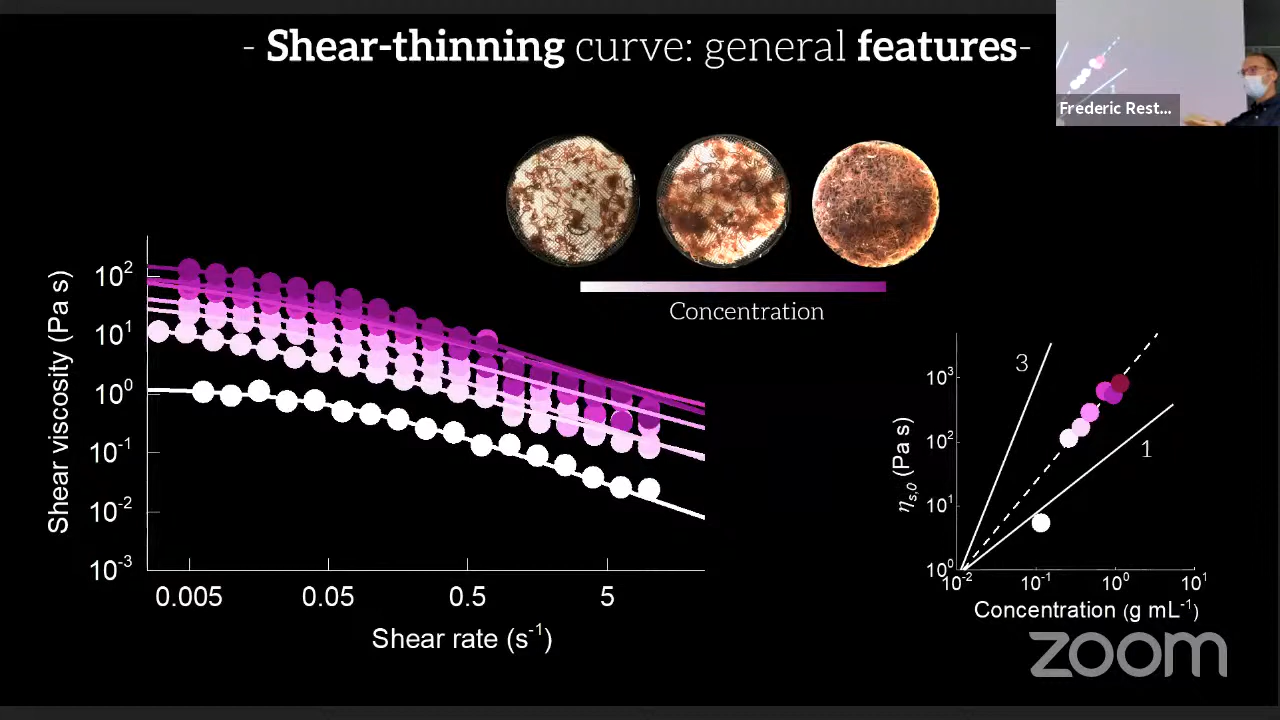 - Shear-thinning curve: general features-
Frederic Rest...
Concentration
Shear viscosity (Pa s)
10²
10¹
10⁰
10⁻¹
10⁻²
10⁻³
0.005 0.05 0.5 5
Shear rate (s⁻¹)
3
1
ηₛ,₀ (Pa s)
10³
10²
10¹
10⁰
10⁻² 10⁻¹ 10⁰ 10¹
Concentration (g mL⁻¹)
zoom